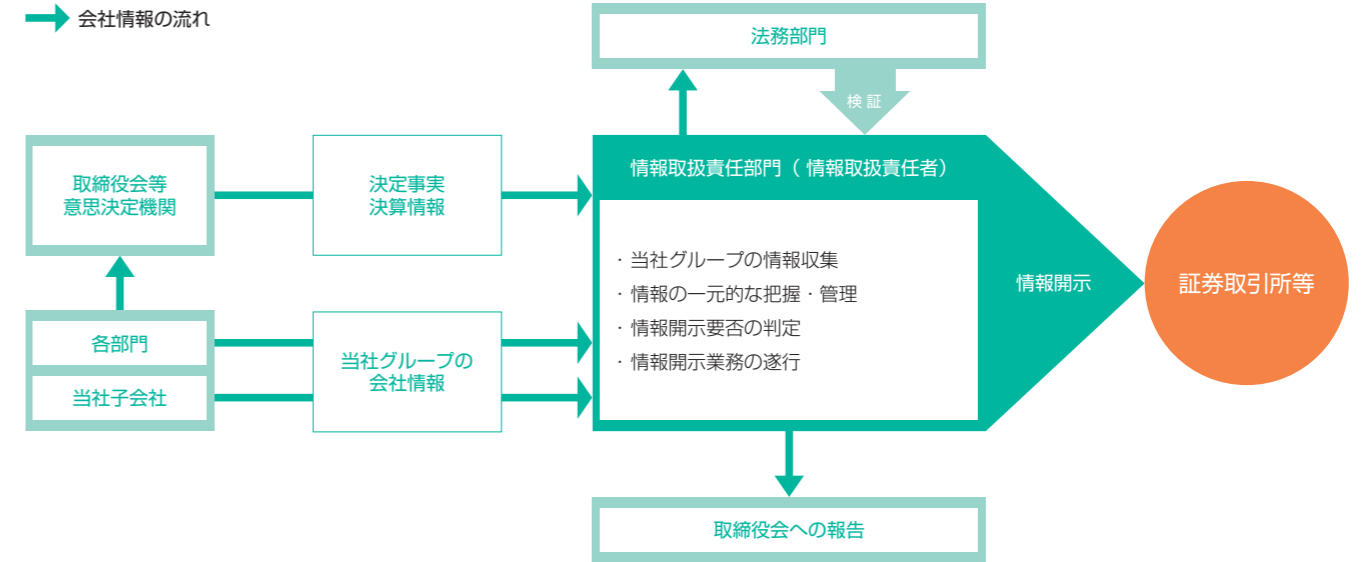 会社情報の流れ
法務部門
検証
取締役会等
意思決定機関
決定事実
決算情報
情報取扱責任部門（情報取扱責任者）
・当社グループの情報収集
・情報の一元的な把握・管理
・情報開示要否の判定
・情報開示業務の遂行
情報開示
証券取引所等
各部門
当社子会社
当社グループの
会社情報
取締役会への報告